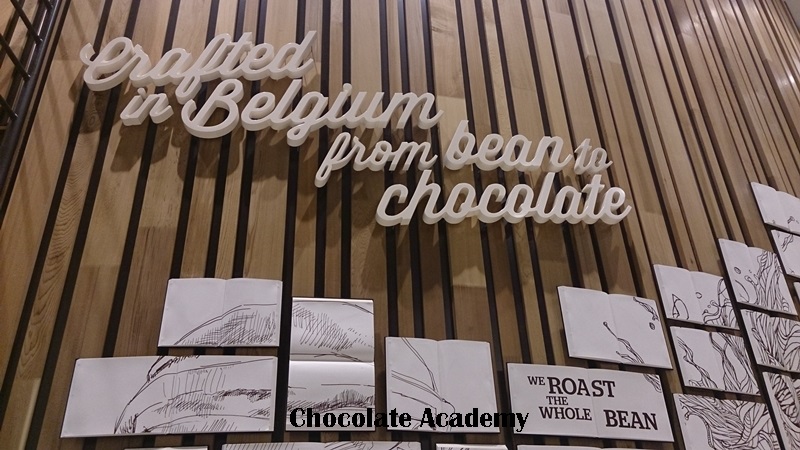 Crafted
in Belgium
from bean to
chocolate
WE ROAST
THE
WHOLE BEAN
Chocolate Academy